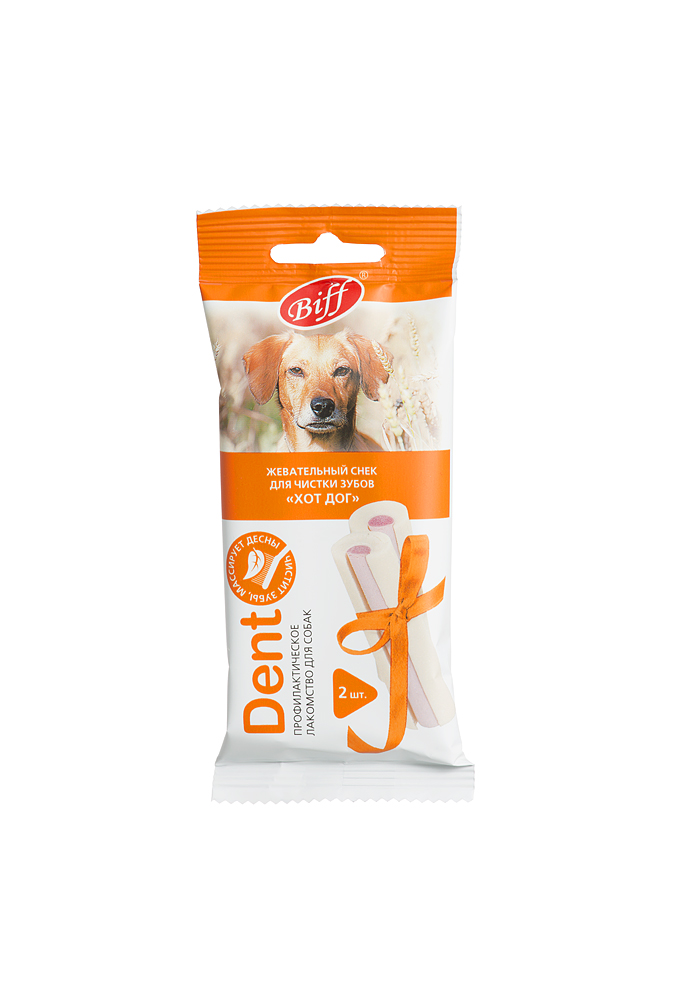 Biff®
ЖЕВАТЕЛЬНЫЙ СНЕК
ДЛЯ ЧИСТКИ ЗУБОВ
«ХОТ ДОГ»
МАССИРУЕТ ДЕСНЫ,
ЧИСТИТ ЗУБЫ,
Dent
ПРОФИЛАКТИЧЕСКОЕ
ЛАКОМСТВО ДЛЯ СОБАК
2 шт.